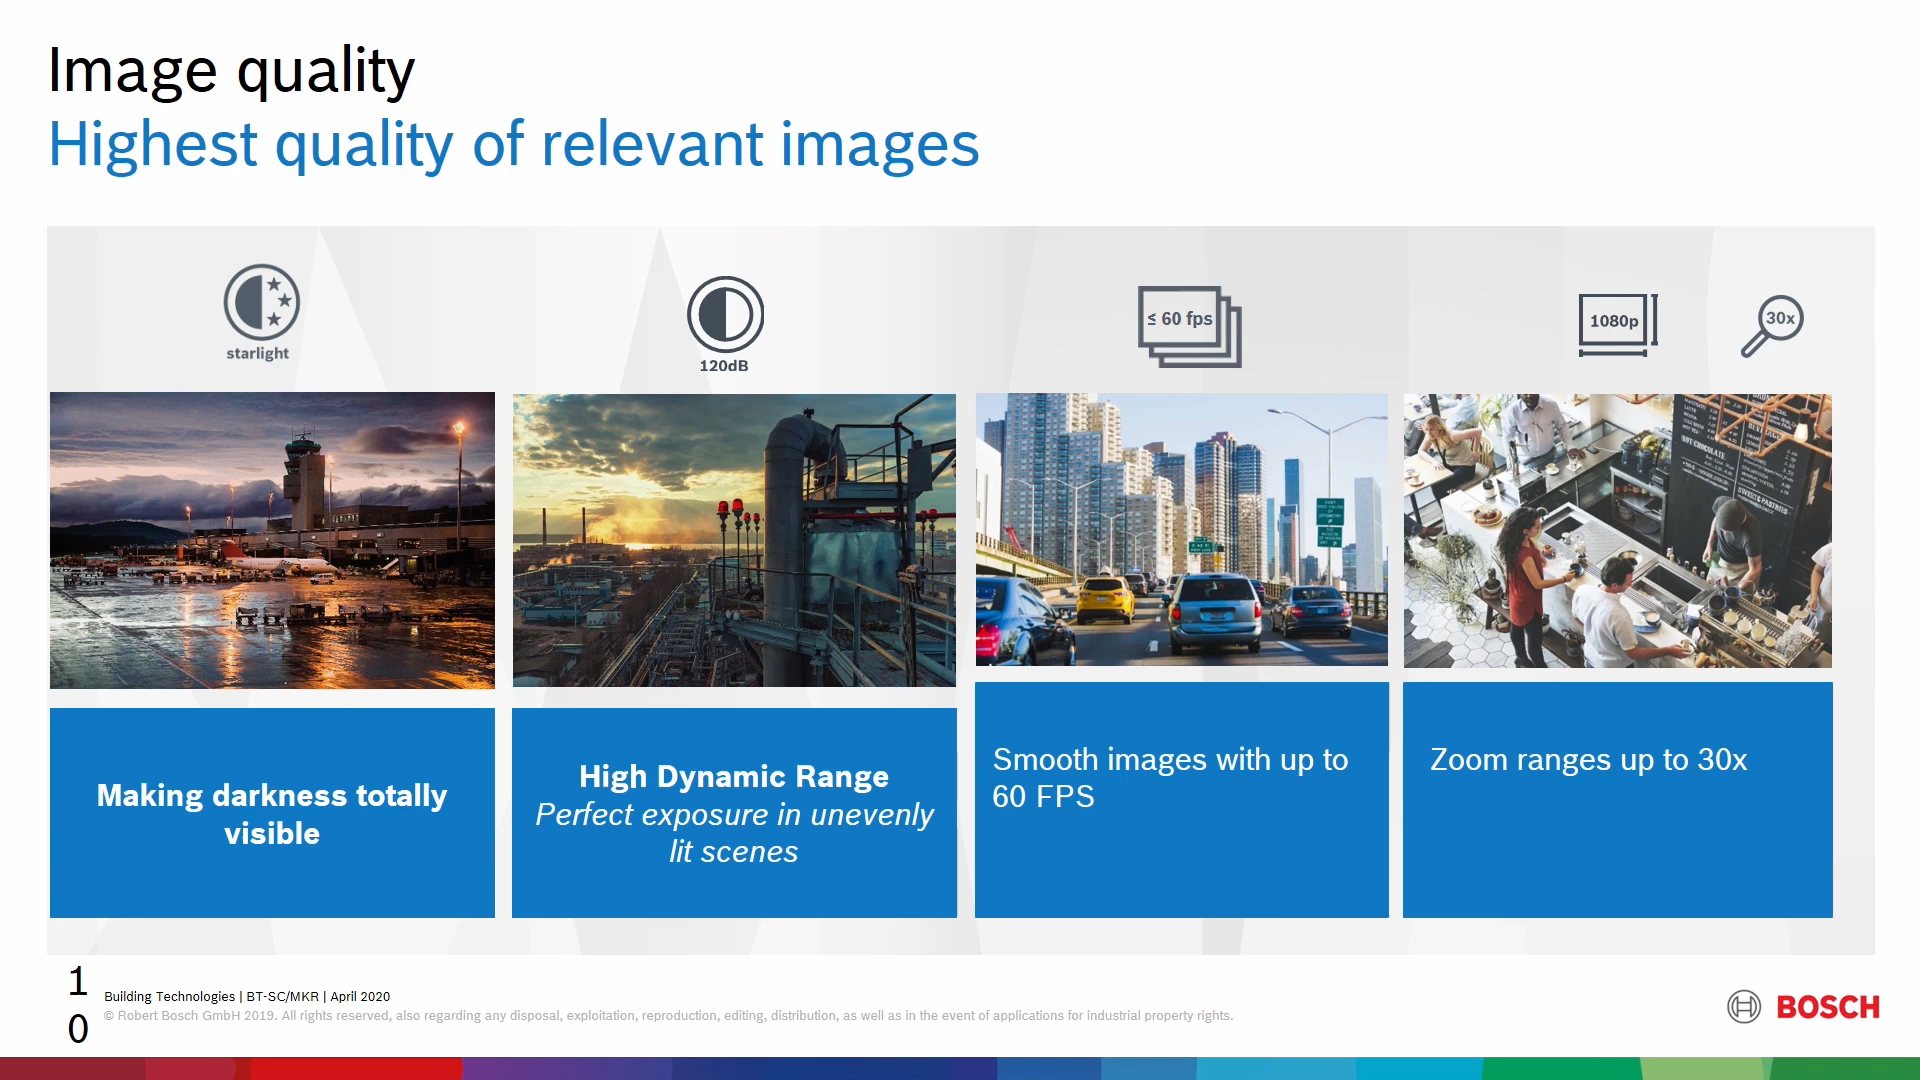 Image quality
Highest quality of relevant images
starlight
120dB
≤ 60 fps
1080p
30x
HOT CHOCOLATE
Making darkness totally
visible
High Dynamic Range
Perfect exposure in unevenly
lit scenes
Smooth images with up to
60 FPS
Zoom ranges up to 30x
1
0
Building Technologies | BT-SC/MKR | April 2020
© Robert Bosch GmbH 2019. All rights reserved, also regarding any disposal, exploitation, reproduction, editing, distribution, as well as in the event of applications for industrial property rights.
BOSCH